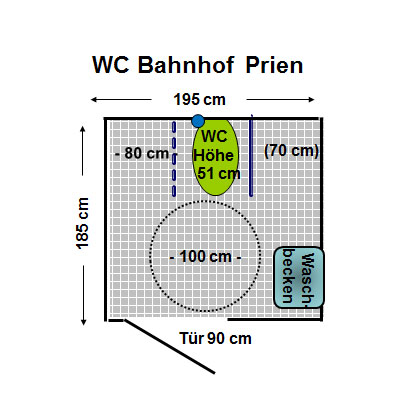 WC Bahnhof Prien
195 cm
- 80 cm -
WC
Höhe
51 cm
(70 cm)
185 cm
- 100 cm -
Wasch-
becken
Tür 90 cm